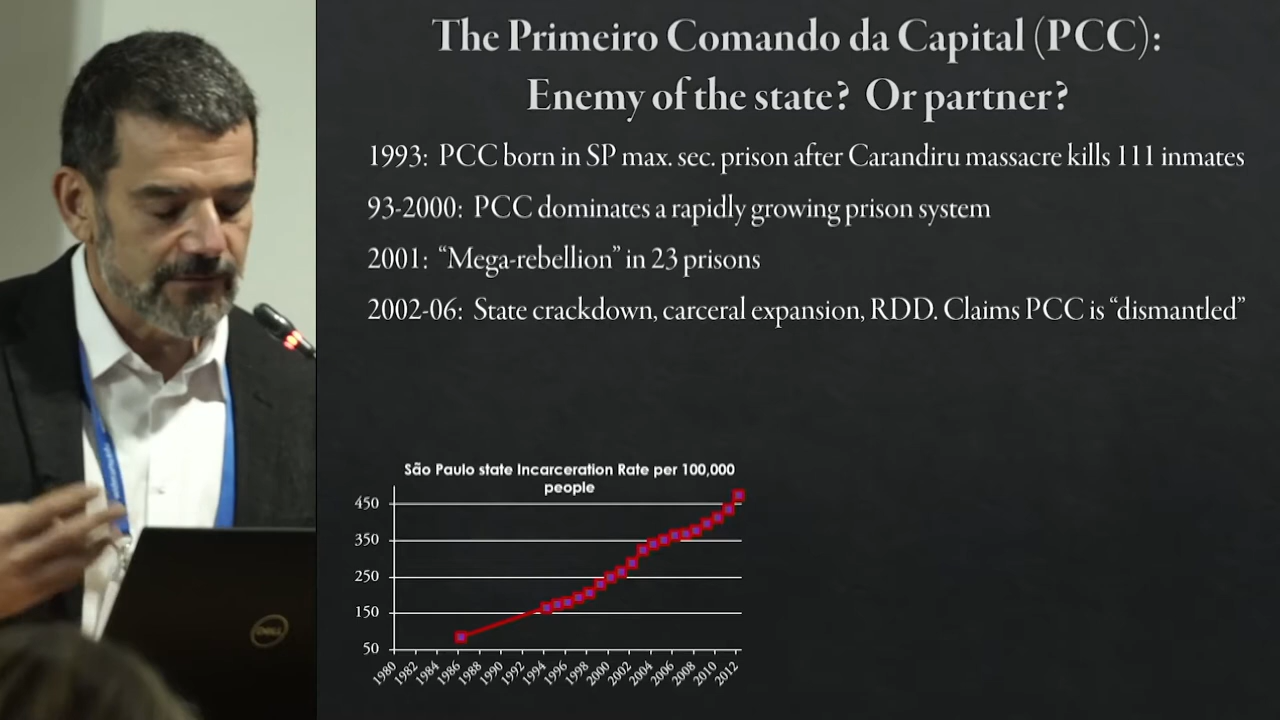 The Primeiro Comando da Capital (PCC):
Enemy of the state? Or partner?
1993: PCC born in SP max. sec. prison after Carandiru massacre kills 111 inmates
93-2000: PCC dominates a rapidly growing prison system
2001: “Mega-rebellion” in 23 prisons
2002-06: State crackdown, carceral expansion, RDD. Claims PCC is “dismantled”
São Paulo state Incarceration Rate per 100,000
people
450
350
250
150
50
1980 1982 1984 1986 1988 1990 1992 1994 1996 1998 2000 2002 2004 2006 2008 2010 2012
DELL